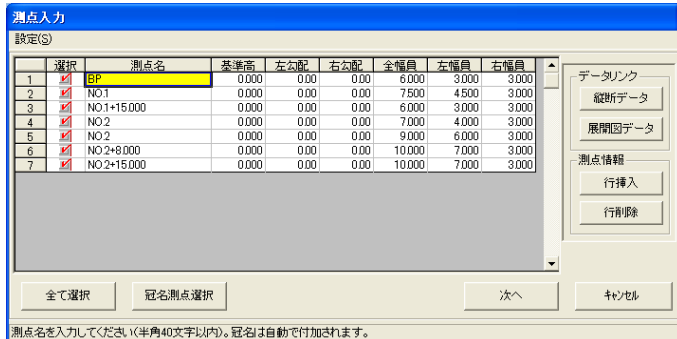 測点入力
設定(S)
選択 測点名 基準高 左勾配 右勾配 全幅員 左幅員 右幅員
1 BP 0.000 0.00 0.00 6.000 3.000 3.000
2 NO.1 0.000 0.00 0.00 7.500 4.500 3.000
3 NO.1+15.000 0.000 0.00 0.00 6.000 3.000 3.000
4 NO.2 0.000 0.00 0.00 7.000 4.000 3.000
5 NO.2 0.000 0.00 0.00 9.000 6.000 3.000
6 NO.2+8.000 0.000 0.00 0.00 10.000 7.000 3.000
7 NO.2+15.000 0.000 0.00 0.00 10.000 7.000 3.000
データリンク
縦断データ
展開図データ
測点情報
行挿入
行削除
全て選択 冠名測点選択 次へ キャンセル
測点名を入力してください(半角40文字以内)。冠名は自動で付加されます。